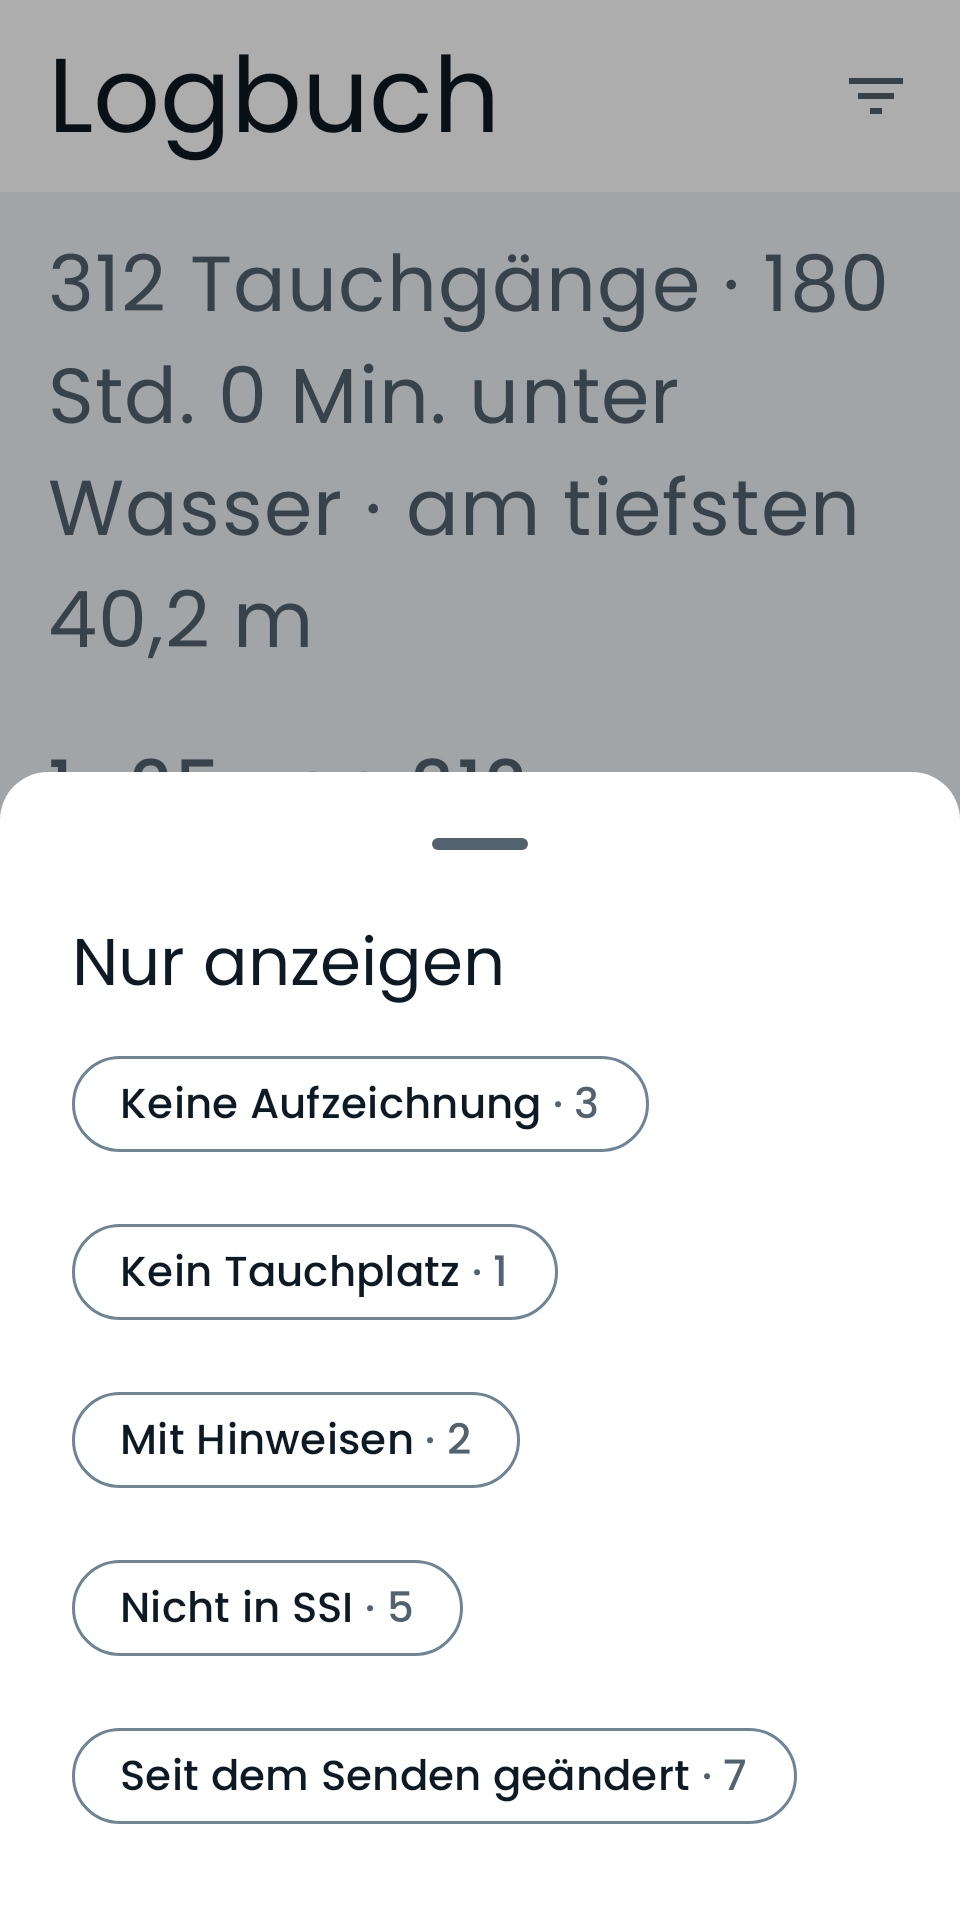 Logbuch
312 Tauchgänge · 180
Std. 0 Min. unter
Wasser · am tiefsten
40,2 m
Nur anzeigen
Keine Aufzeichnung · 3
Kein Tauchplatz · 1
Mit Hinweisen · 2
Nicht in SSI · 5
Seit dem Senden geändert · 7